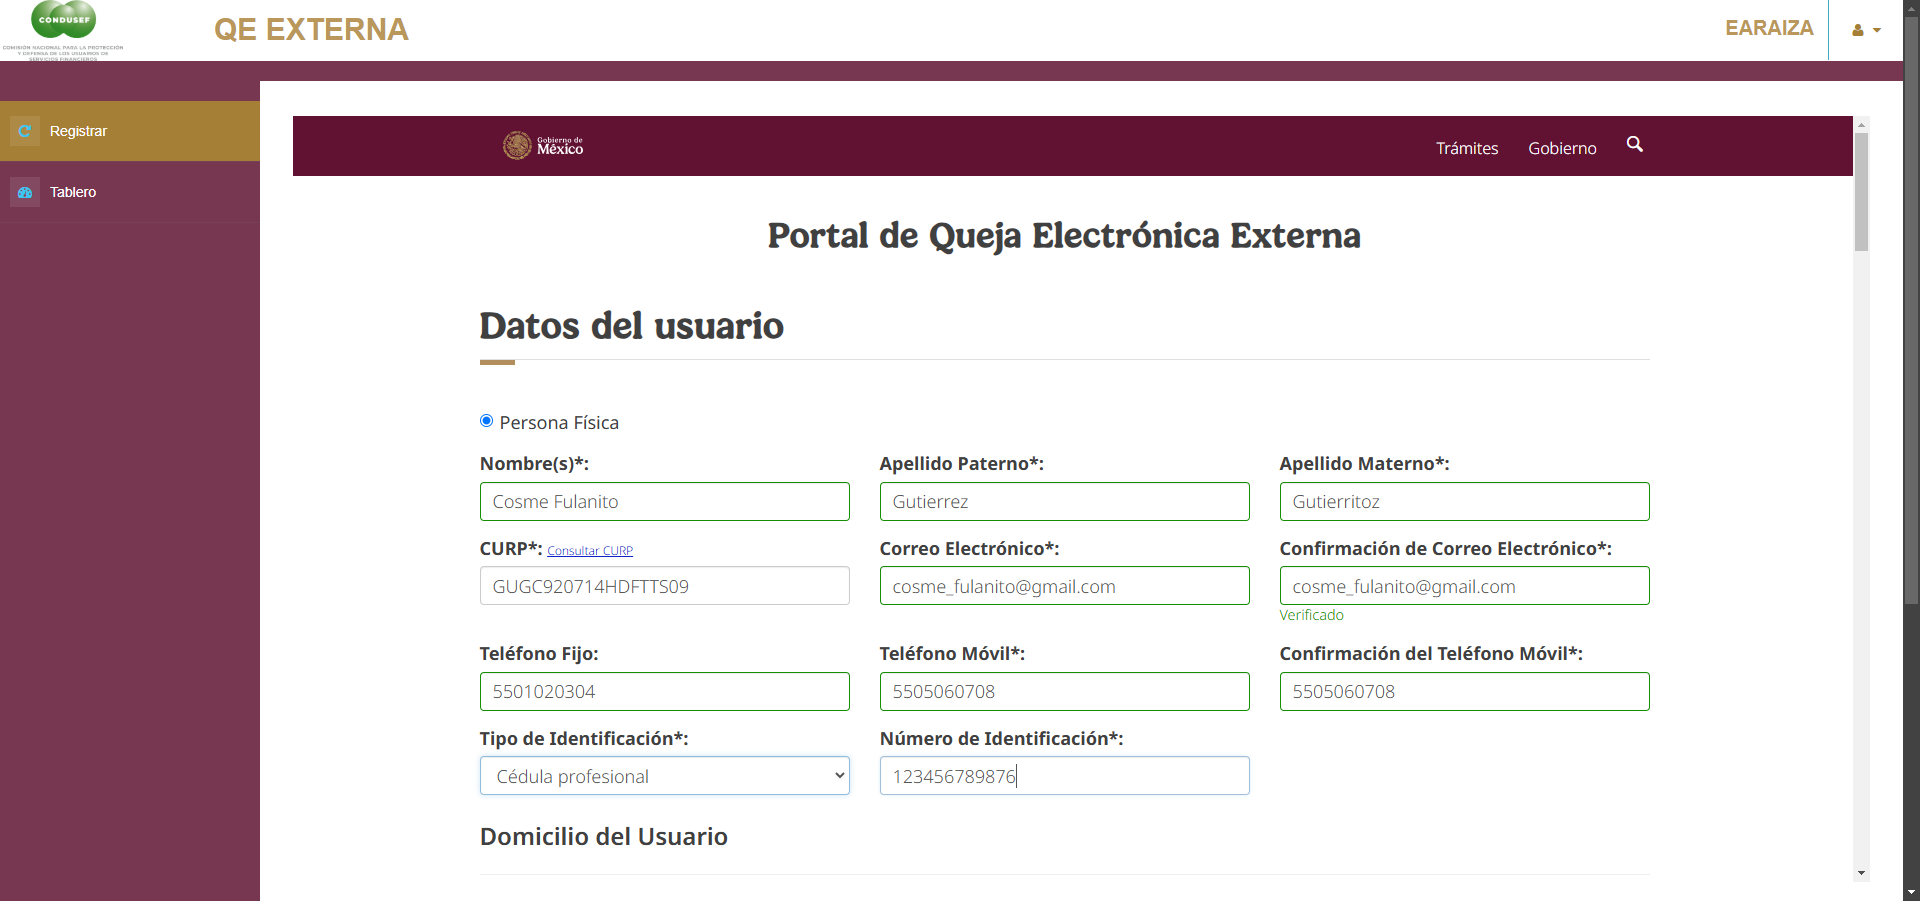 CONDUSEF
COMISIÓN NACIONAL PARA LA PROTECCIÓN
Y DEFENSA DE LOS USUARIOS DE
SERVICIOS FINANCIEROS
QE EXTERNA
EARAIZA
Registrar
Tablero
Gobierno de
México
Trámites
Gobierno
Portal de Queja Electrónica Externa
Datos del usuario
Persona Física
Nombre(s)*:
Apellido Paterno*:
Apellido Materno*:
Cosme Fulanito
Gutierrez
Gutierritoz
CURP*: Consultar CURP
Correo Electrónico*:
Confirmación de Correo Electrónico*:
GUGC920714HDFTTS09
cosme_fulanito@gmail.com
cosme_fulanito@gmail.com
Verificado
Teléfono Fijo:
Teléfono Móvil*:
Confirmación del Teléfono Móvil*:
5501020304
5505060708
5505060708
Tipo de Identificación*:
Número de Identificación*:
Cédula profesional
123456789876
Domicilio del Usuario